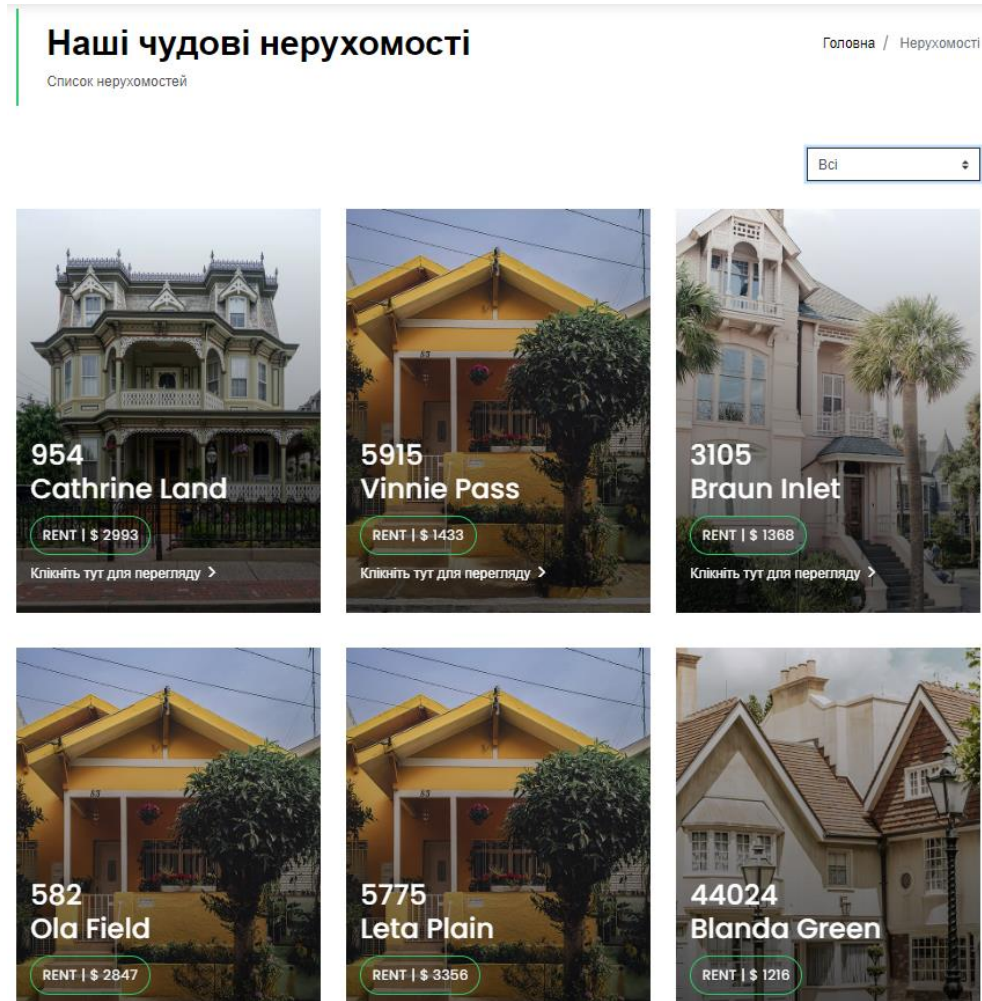 Наші чудові нерухомості
Головна / Нерухомості
Список нерухомостей
Всі
954
Cathrine Land
RENT | $ 2993
Клікніть тут для перегляду >
5915
Vinnie Pass
RENT | $ 1433
Клікніть тут для перегляду >
3105
Braun Inlet
RENT | $ 1368
Клікніть тут для перегляду >
582
Ola Field
RENT | $ 2847
5775
Leta Plain
RENT | $ 3356
44024
Blanda Green
RENT | $ 1216